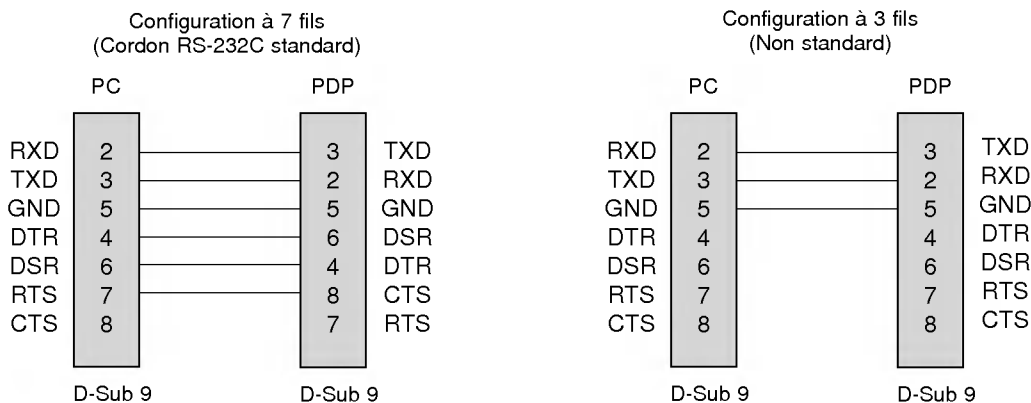 Configuration à 7 fils
(Cordon RS-232C standard)
PC PDP
RXD 2 3 TXD
TXD 3 2 RXD
GND 5 5 GND
DTR 4 6 DSR
DSR 6 4 DTR
RTS 7 8 CTS
CTS 8 7 RTS
D-Sub 9 D-Sub 9
Configuration à 3 fils
(Non standard)
PC PDP
RXD 2 3 TXD
TXD 3 2 RXD
GND 5 5 GND
DTR 4 4 DTR
DSR 6 6 DSR
RTS 7 7 RTS
CTS 8 8 CTS
D-Sub 9 D-Sub 9